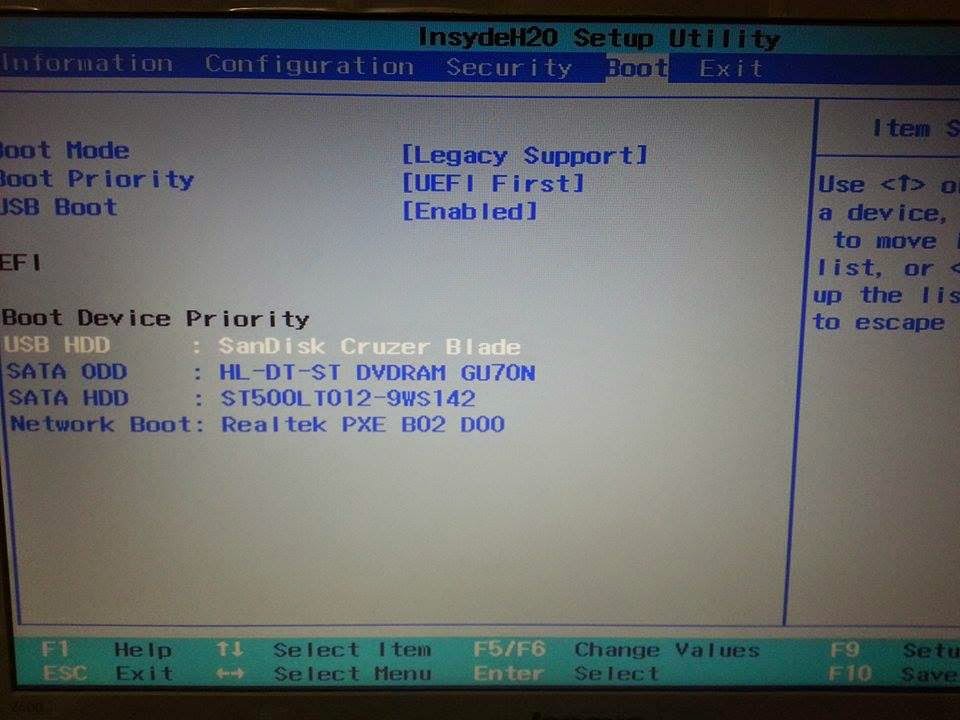 InsydeH20 Setup Utility
Information Configuration Security Boot Exit
Item S
Boot Mode [Legacy Support]
Boot Priority [UEFI First]
USB Boot [Enabled]
EFI
Boot Device Priority
USB HDD : SanDisk Cruzer Blade
SATA ODD : HL-DT-ST DVDRAM GU70N
SATA HDD : ST500LT012-9WS142
Network Boot: Realtek PXE B02 D00
Use <↑> o
a device,
to move
list, or <
up the lis
to escape
F1 Help ↑↓ Select Item F5/F6 Change Values F9 Setu
ESC Exit ←→ Select Menu Enter Select F10 Save